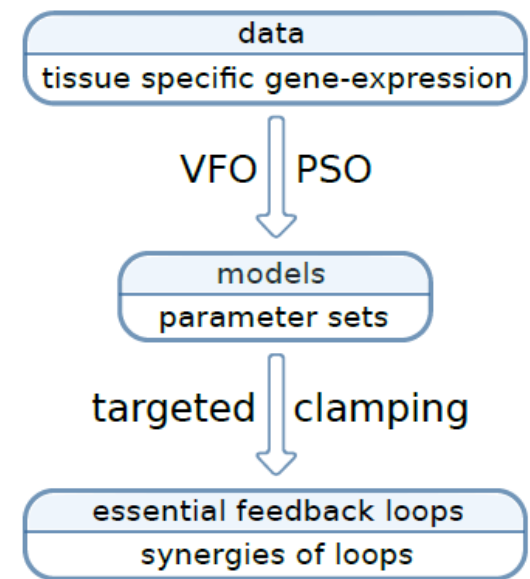 data
tissue specific gene-expression
VFO PSO
models
parameter sets
targeted clamping
essential feedback loops
synergies of loops